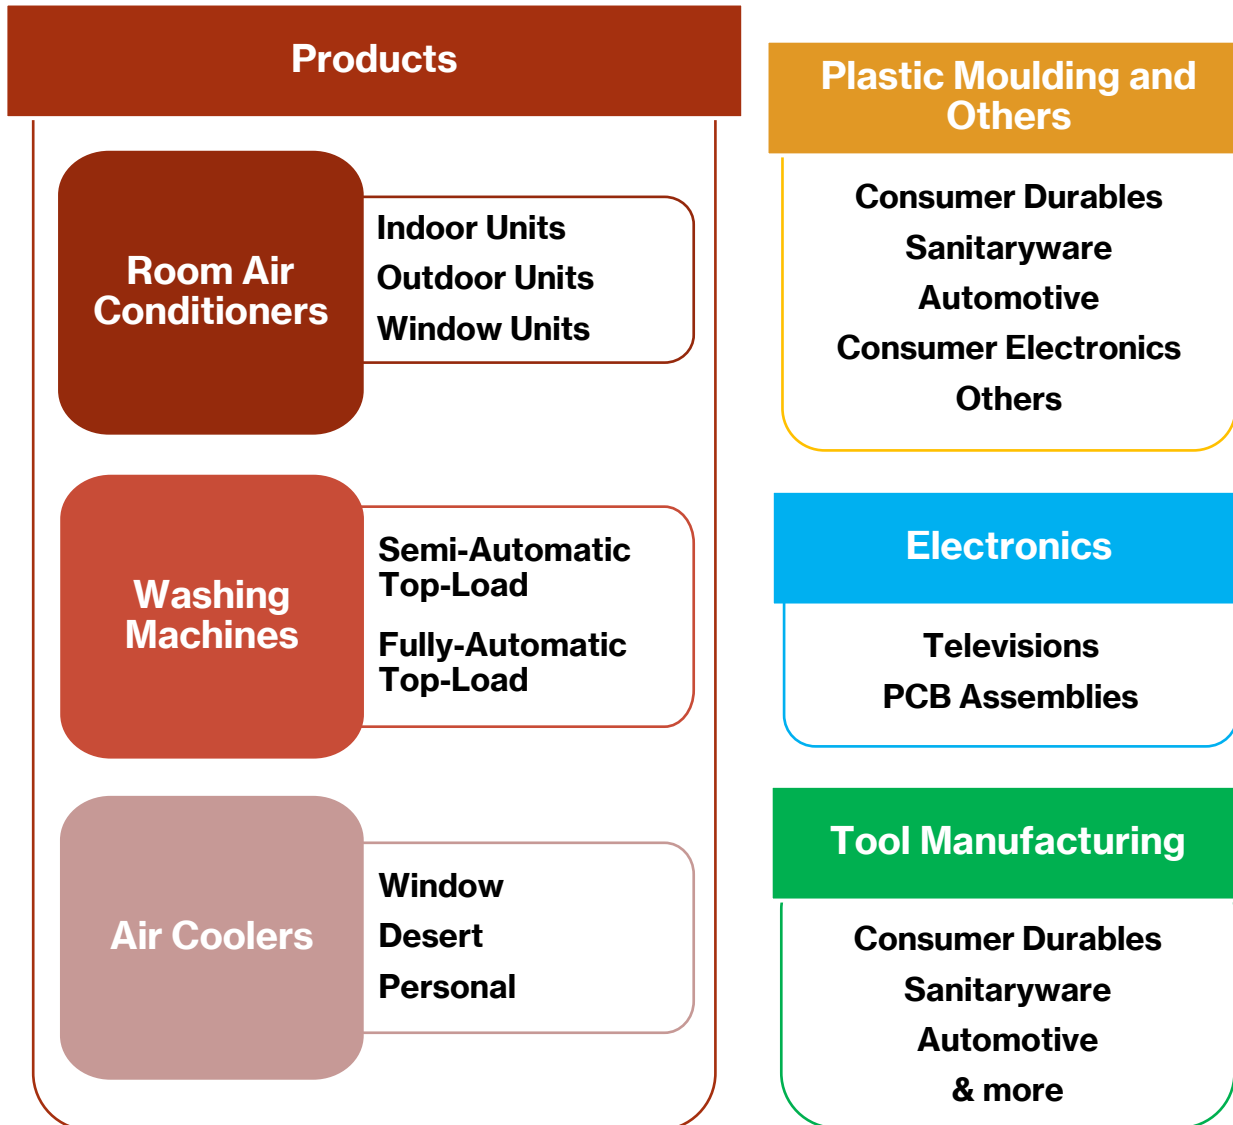 Products
Room Air
Conditioners
Indoor Units
Outdoor Units
Window Units
Washing
Machines
Semi-Automatic
Top-Load
Fully-Automatic
Top-Load
Air Coolers
Window
Desert
Personal
Plastic Moulding and
Others
Consumer Durables
Sanitaryware
Automotive
Consumer Electronics
Others
Electronics
Televisions
PCB Assemblies
Tool Manufacturing
Consumer Durables
Sanitaryware
Automotive
& more